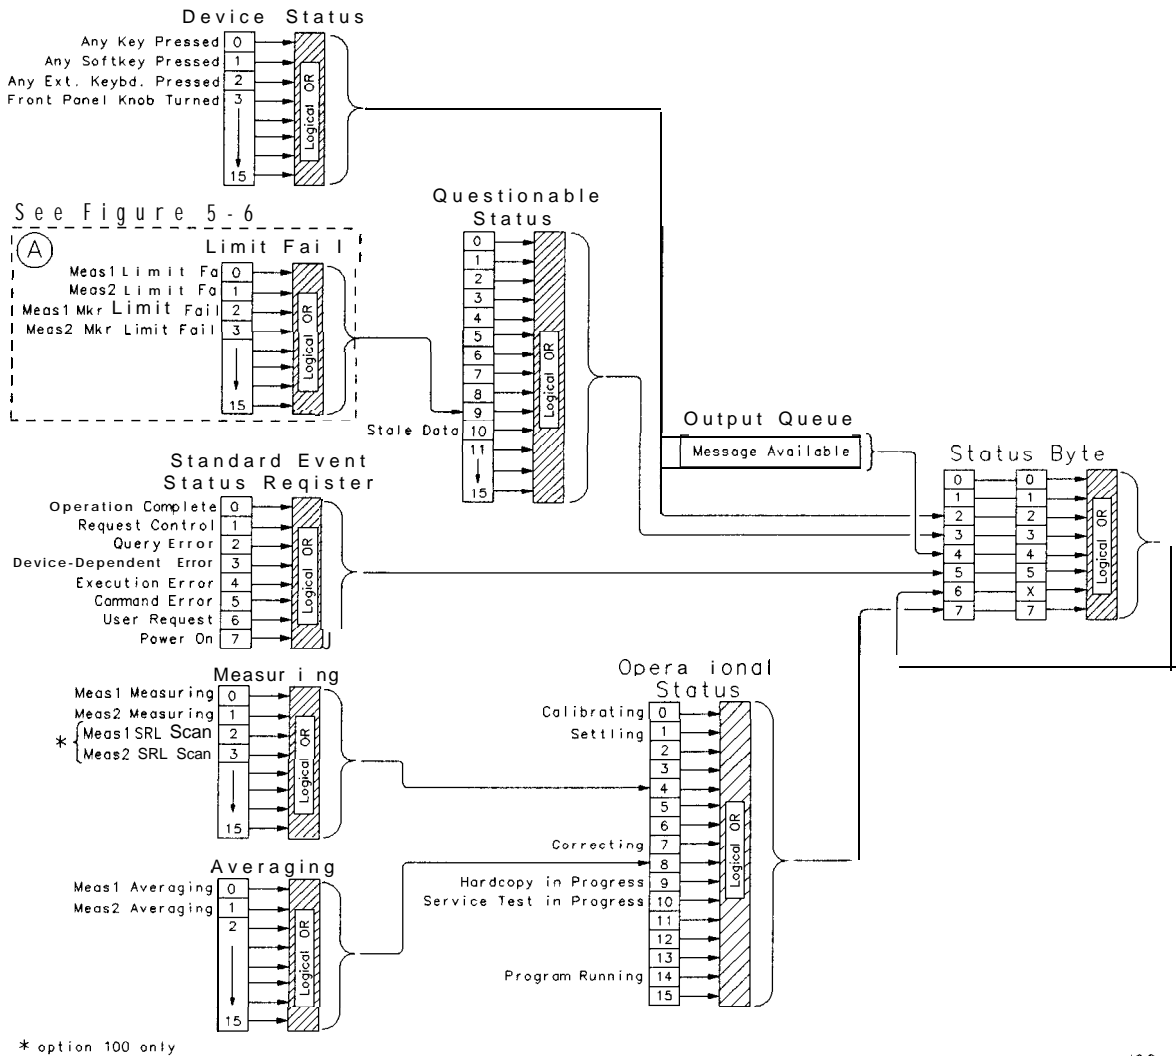 Device Status
Any Key Pressed 0
Any Softkey Pressed 1
Any Ext. Keybd. Pressed 2
Front Panel Knob Turned 3
15
Logical OR
See Figure 5-6
A
Limit Fai l
Meas1 Limit Fa 0
Meas2 Limit Fa 1
Meas1 Mkr Limit Fail 2
Meas2 Mkr Limit Fail 3
15
Logical OR
Questionable
Status
0
1
2
3
4
5
6
7
8
9
Stale Data 10
11
15
Logical OR
Standard Event
Status Register
Operation Complete 0
Request Control 1
Query Error 2
Device-Dependent Error 3
Execution Error 4
Command Error 5
User Request 6
Power On 7
Logical OR
Output Queue
Message Available
Status Byte
0 0
1 1
2 2
3 3
4 4
5 5
6 X
7 7
Logical OR
Measur ing
Meas1 Measuring 0
Meas2 Measuring 1
* Meas1 SRL Scan 2
Meas2 SRL Scan 3
15
Logical OR
Averaging
Meas1 Averaging 0
Meas2 Averaging 1
2
15
Logical OR
Opera ional
Status
Calibrating 0
Settling 1
2
3
4
5
6
Correcting 7
8
Hardcopy in Progress 9
Service Test in Progress 10
11
12
13
Program Running 14
15
Logical OR
* option 100 only